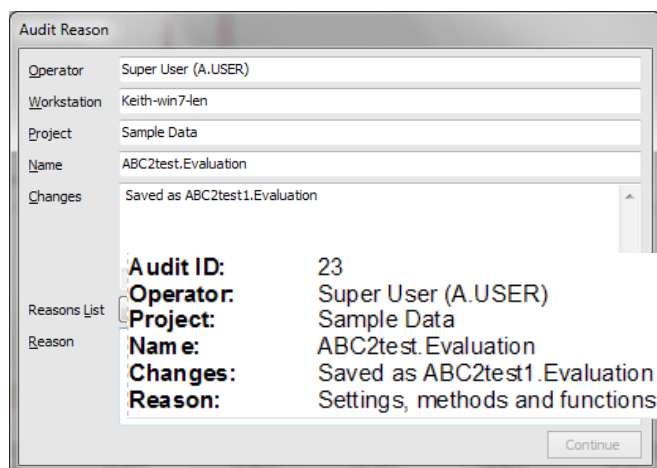 Audit Reason
Operator Super User (A.USER)
Workstation Keith-win7-len
Project Sample Data
Name ABC2test.Evaluation
Changes Saved as ABC2test1.Evaluation
Reasons List
Reason
Audit ID: 23
Operator: Super User (A.USER)
Project: Sample Data
Name: ABC2test.Evaluation
Changes: Saved as ABC2test1.Evaluation
Reason: Settings, methods and functions
Continue